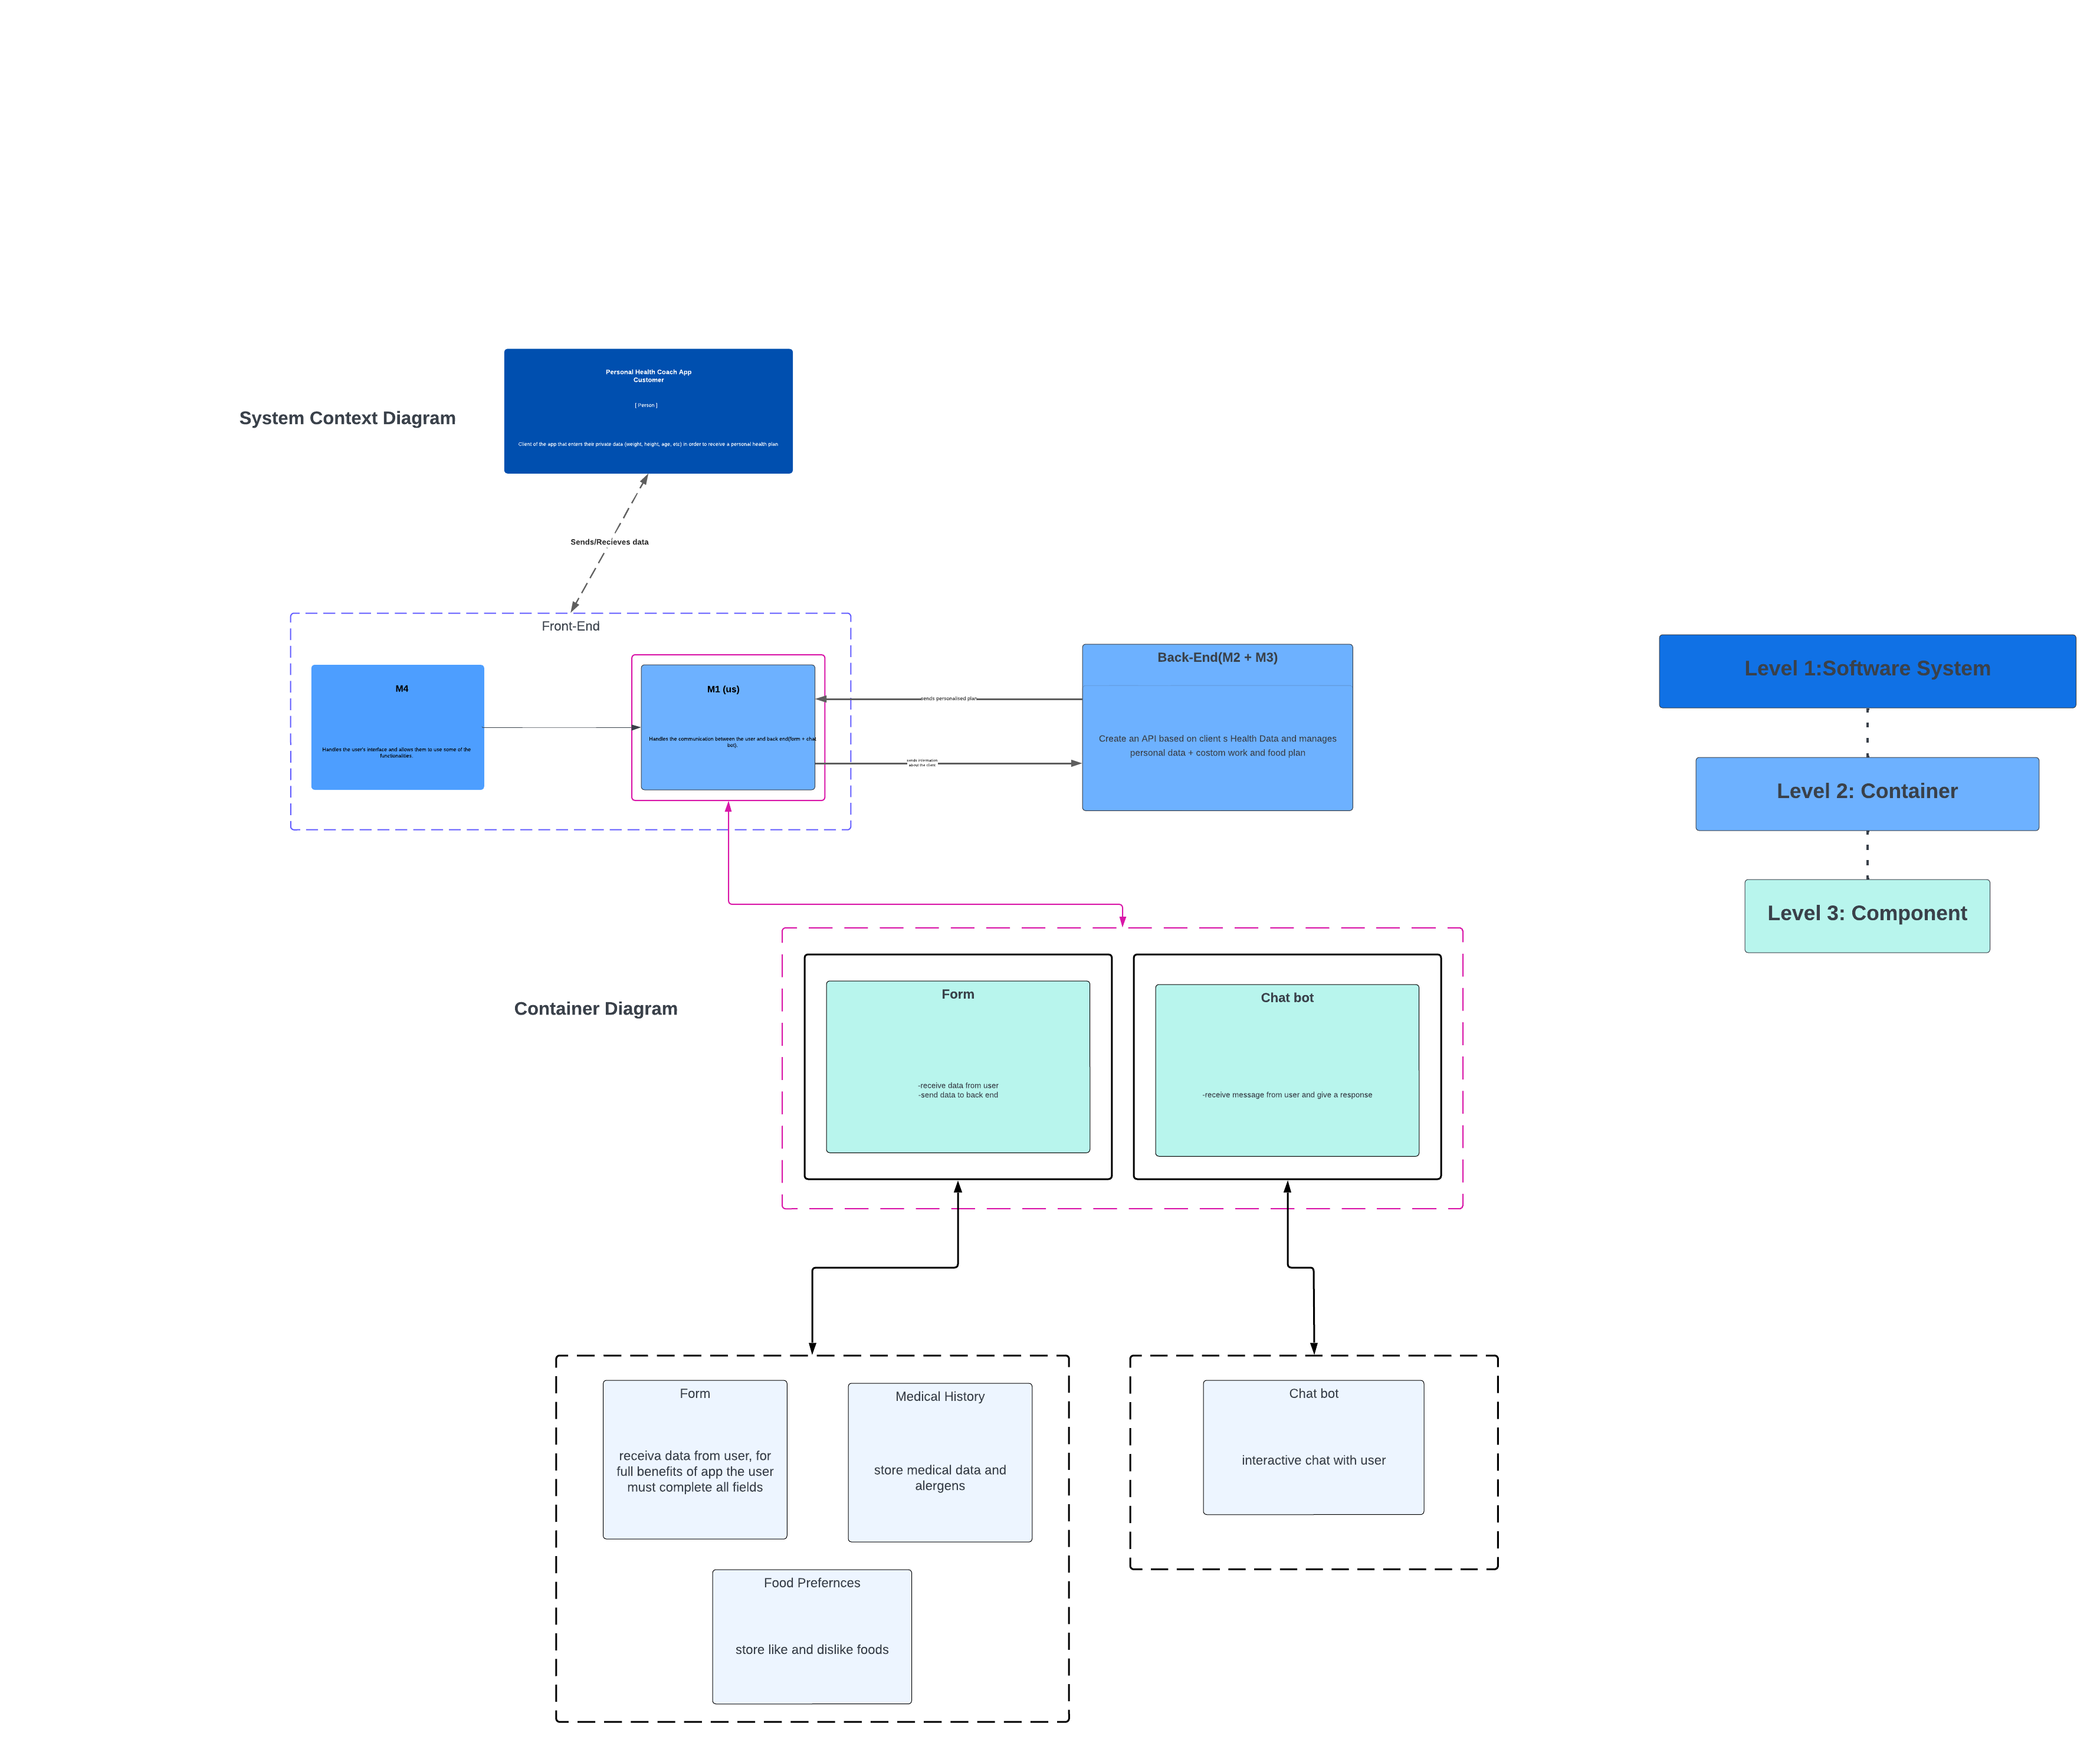 Personal Health Coach App
Customer
[ Person ]
Client of the app that enters their private data (weight, height, age, etc) in order to receive a personal health plan
System Context Diagram
Sends/Recieves data
Front-End
M4
Handles the user's interface and allows them to use some of the
functionalities.
M1 (us)
Handles the communication between the user and back end(form + chat
bot).
sends personalised plan
sends information
about the client
Back-End(M2 + M3)
Create an API based on client s Health Data and manages
personal data + costom work and food plan
Level 1:Software System
Level 2: Container
Level 3: Component
Container Diagram
Form
-receive data from user
-send data to back end
Chat bot
-receive message from user and give a response
Form
receiva data from user, for
full benefits of app the user
must complete all fields
Medical History
store medical data and
alergens
Food Prefernces
store like and dislike foods
Chat bot
interactive chat with user